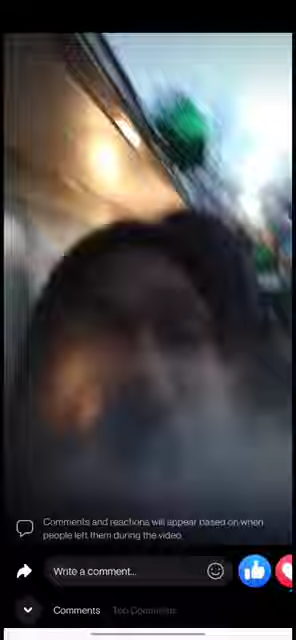 Comments and reactions will appear based on when
people left them during the video.
Write a comment...
Comments Top Comments